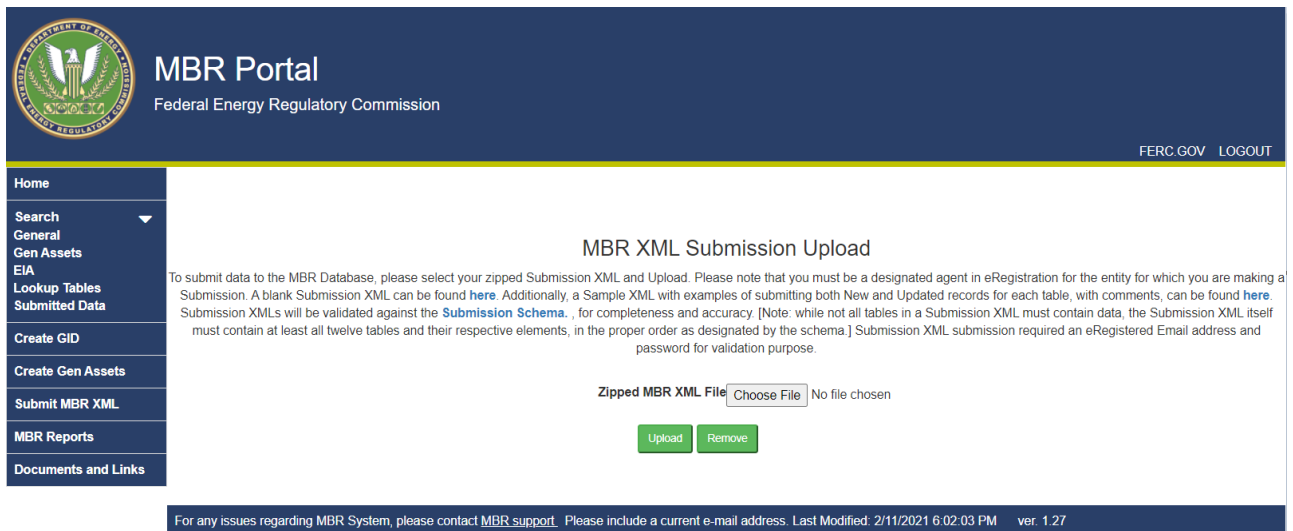 DEPARTMENT OF ENERGY
FEDERAL ENERGY REGULATORY COMMISSION
MBR Portal
Federal Energy Regulatory Commission
FERC.GOV LOGOUT
Home
Search
General
Gen Assets
EIA
Lookup Tables
Submitted Data
Create GID
Create Gen Assets
Submit MBR XML
MBR Reports
Documents and Links
MBR XML Submission Upload
To submit data to the MBR Database, please select your zipped Submission XML and Upload. Please note that you must be a designated agent in eRegistration for the entity for which you are making a
Submission. A blank Submission XML can be found here. Additionally, a Sample XML with examples of submitting both New and Updated records for each table, with comments, can be found here.
Submission XMLs will be validated against the Submission Schema. , for completeness and accuracy. [Note: while not all tables in a Submission XML must contain data, the Submission XML itself
must contain at least all twelve tables and their respective elements, in the proper order as designated by the schema.] Submission XML submission required an eRegistered Email address and
password for validation purpose.
Zipped MBR XML File Choose File No file chosen
Upload Remove
For any issues regarding MBR System, please contact MBR support Please include a current e-mail address. Last Modified: 2/11/2021 6:02:03 PM ver. 1.27